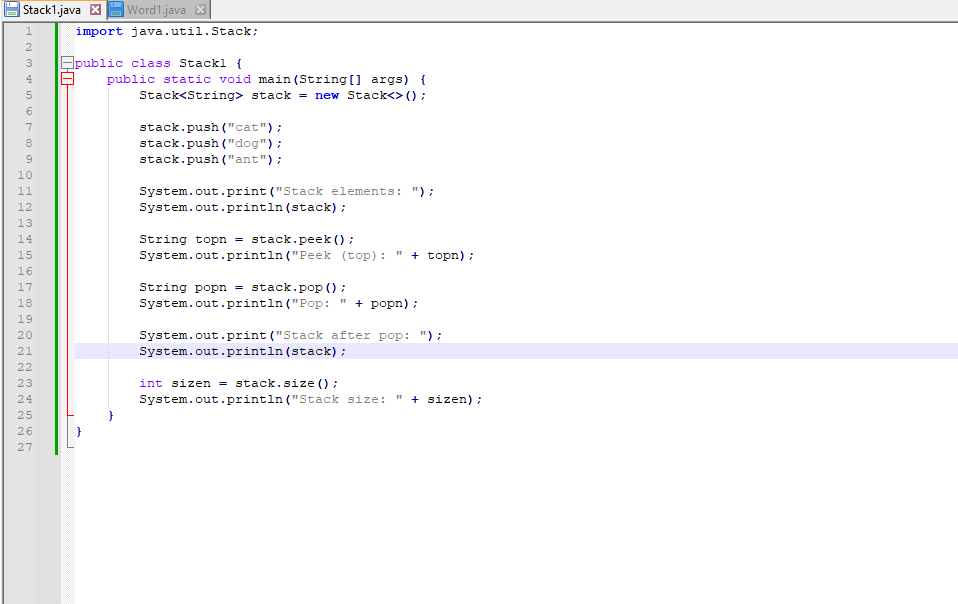 Stack1.java Word1.java
1 import java.util.Stack;
2
3 public class Stack1 {
4 public static void main(String[] args) {
5 Stack<String> stack = new Stack<>();
6
7 stack.push("cat");
8 stack.push("dog");
9 stack.push("ant");
10
11 System.out.print("Stack elements: ");
12 System.out.println(stack);
13
14 String topn = stack.peek();
15 System.out.println("Peek (top): " + topn);
16
17 String popn = stack.pop();
18 System.out.println("Pop: " + popn);
19
20 System.out.print("Stack after pop: ");
21 System.out.println(stack);
22
23 int sizen = stack.size();
24 System.out.println("Stack size: " + sizen);
25 }
26 }
27